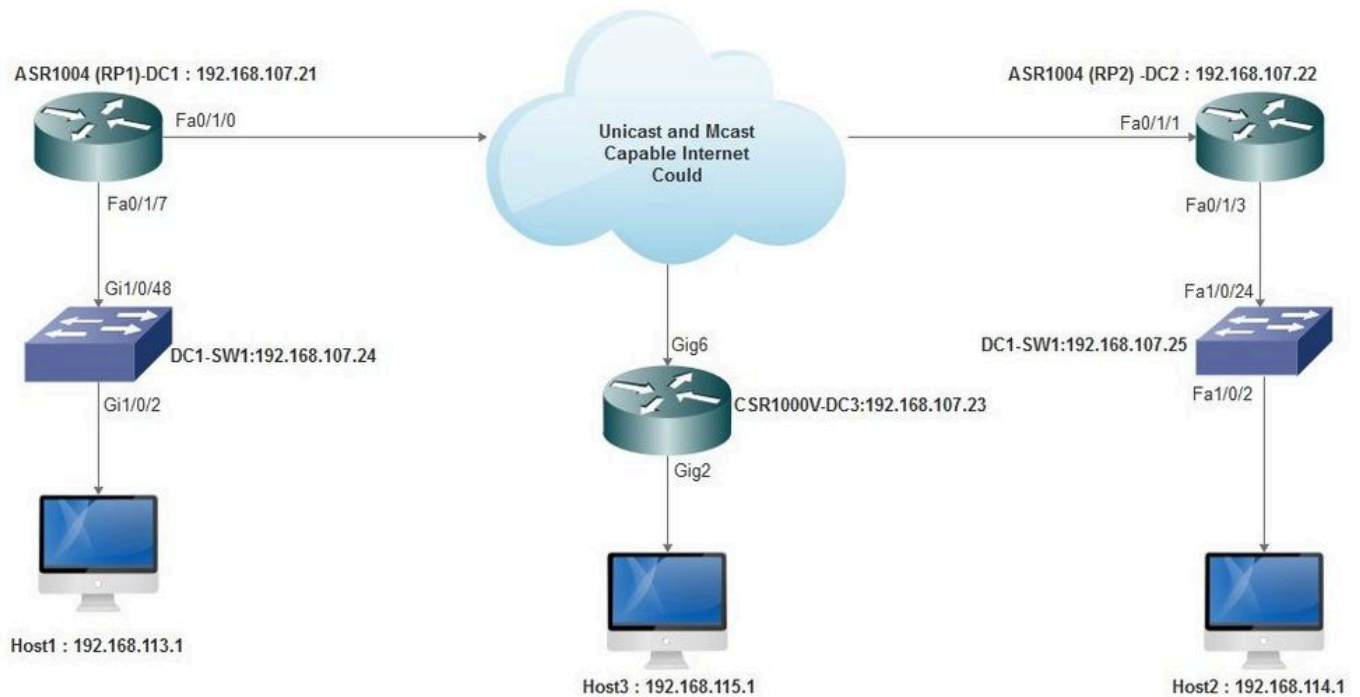 ASR1004 (RP1)-DC1 : 192.168.107.21
ASR1004 (RP2) -DC2 : 192.168.107.22
Fa0/1/0
Unicast and Mcast
Capable Internet
Could
Fa0/1/1
Fa0/1/7
Fa0/1/3
Gi1/0/48
Fa1/0/24
DC1-SW1:192.168.107.24
Gig6
DC1-SW1:192.168.107.25
Gi1/0/2
CSR1000V-DC3:192.168.107.23
Fa1/0/2
Gig2
Host1 : 192.168.113.1
Host3 : 192.168.115.1
Host2 : 192.168.114.1